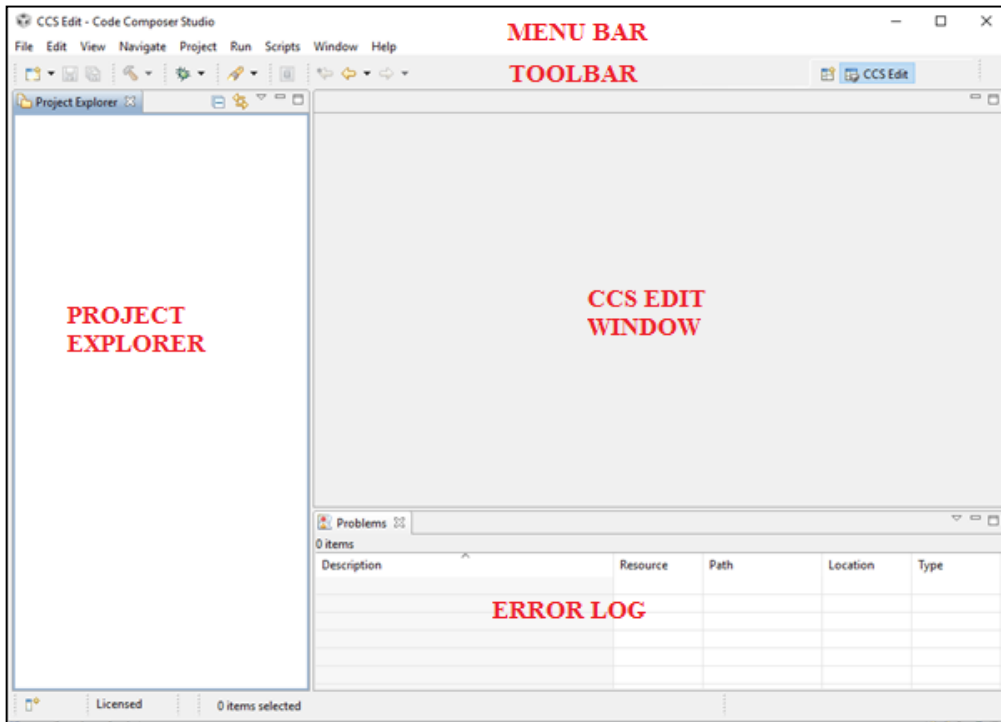 CCS Edit - Code Composer Studio
MENU BAR
File Edit View Navigate Project Run Scripts Window Help
TOOLBAR
CCS Edit
Project Explorer
PROJECT
EXPLORER
CCS EDIT
WINDOW
Problems
0 items
Description Resource Path Location Type
ERROR LOG
Licensed 0 items selected